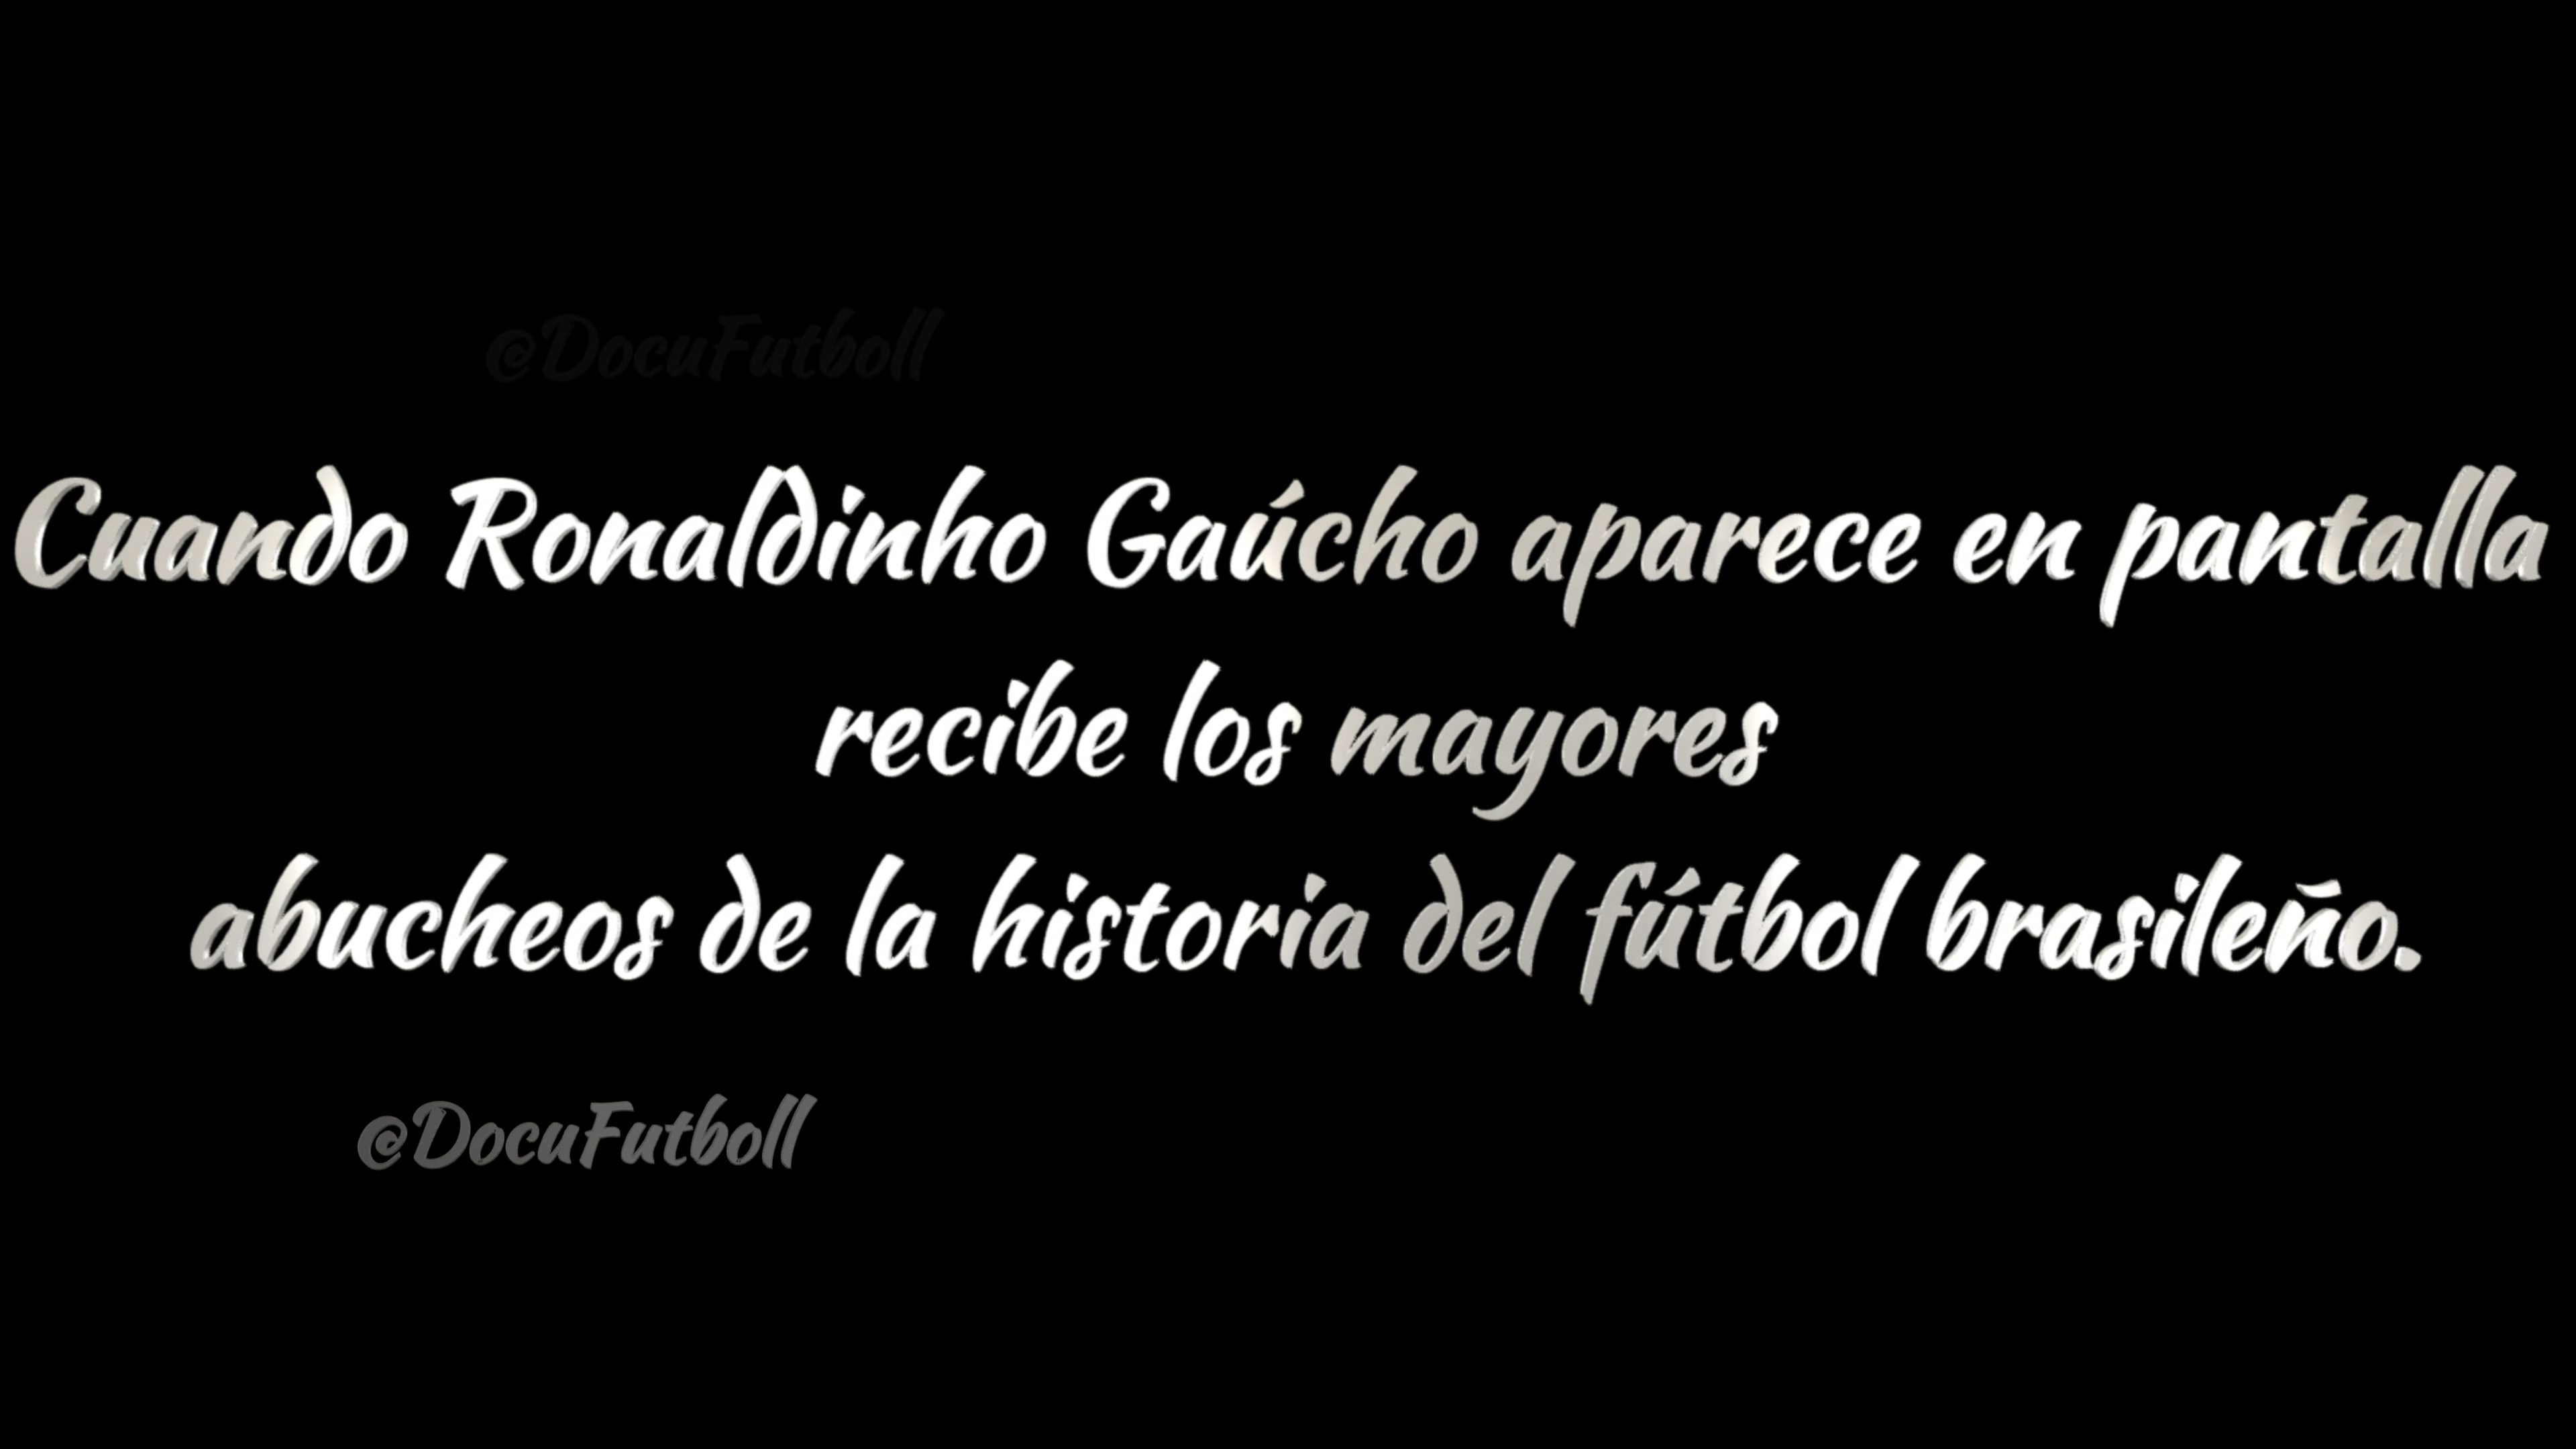 @DocuFutboll
Cuando Ronaldinho Gaúcho aparece en pantalla
recibe los mayores
abucheos de la historia del fútbol brasileño.
@DocuFutboll